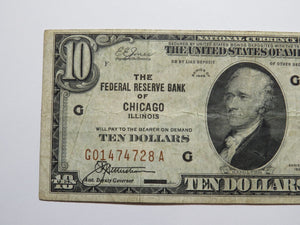 NATIONAL CURRENCY
THE UNITED STATES OF AMERICA
10
F
THE
FEDERAL RESERVE BANK
OF
CHICAGO
ILLINOIS
G
G
WILL PAY TO THE BEARER ON DEMAND
TEN DOLLARS
G01474728A
G
TEN
TEN DOLLARS